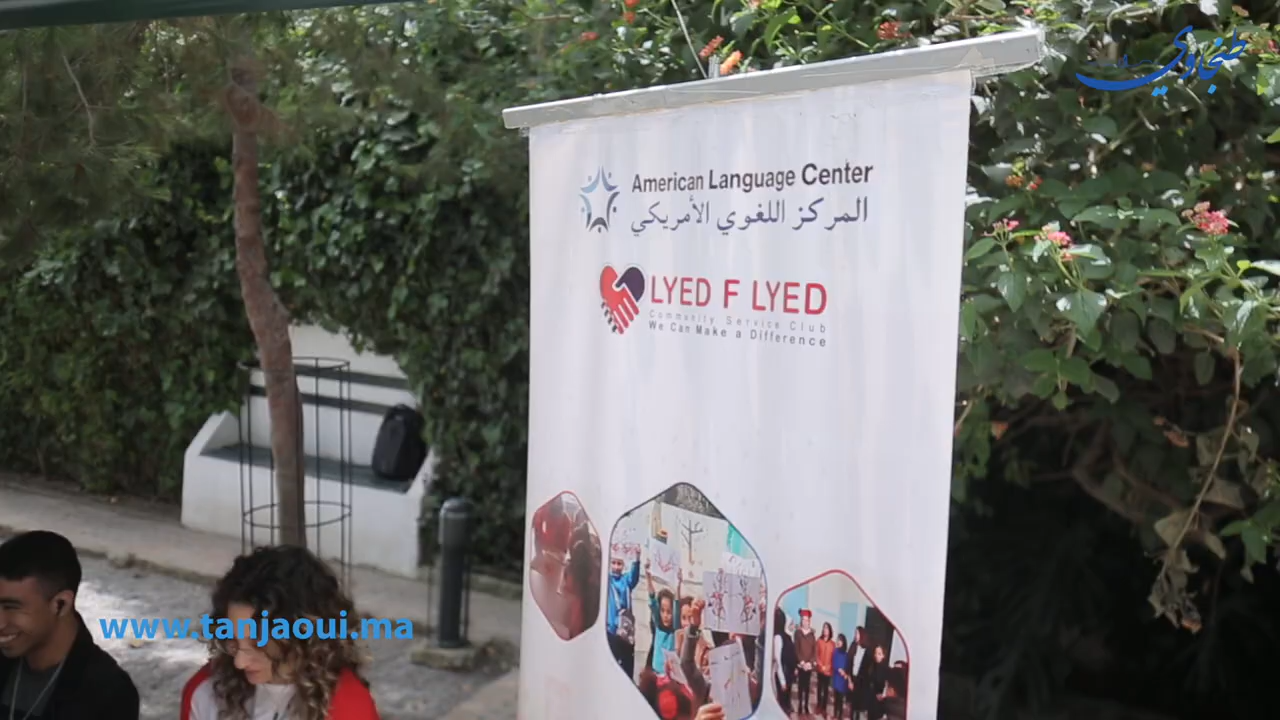 طنجاوي
American Language Center
المركز اللغوي الأمريكي
LYED F LYED
Community Service Club
We Can Make a Difference
www.tanjaoui.ma